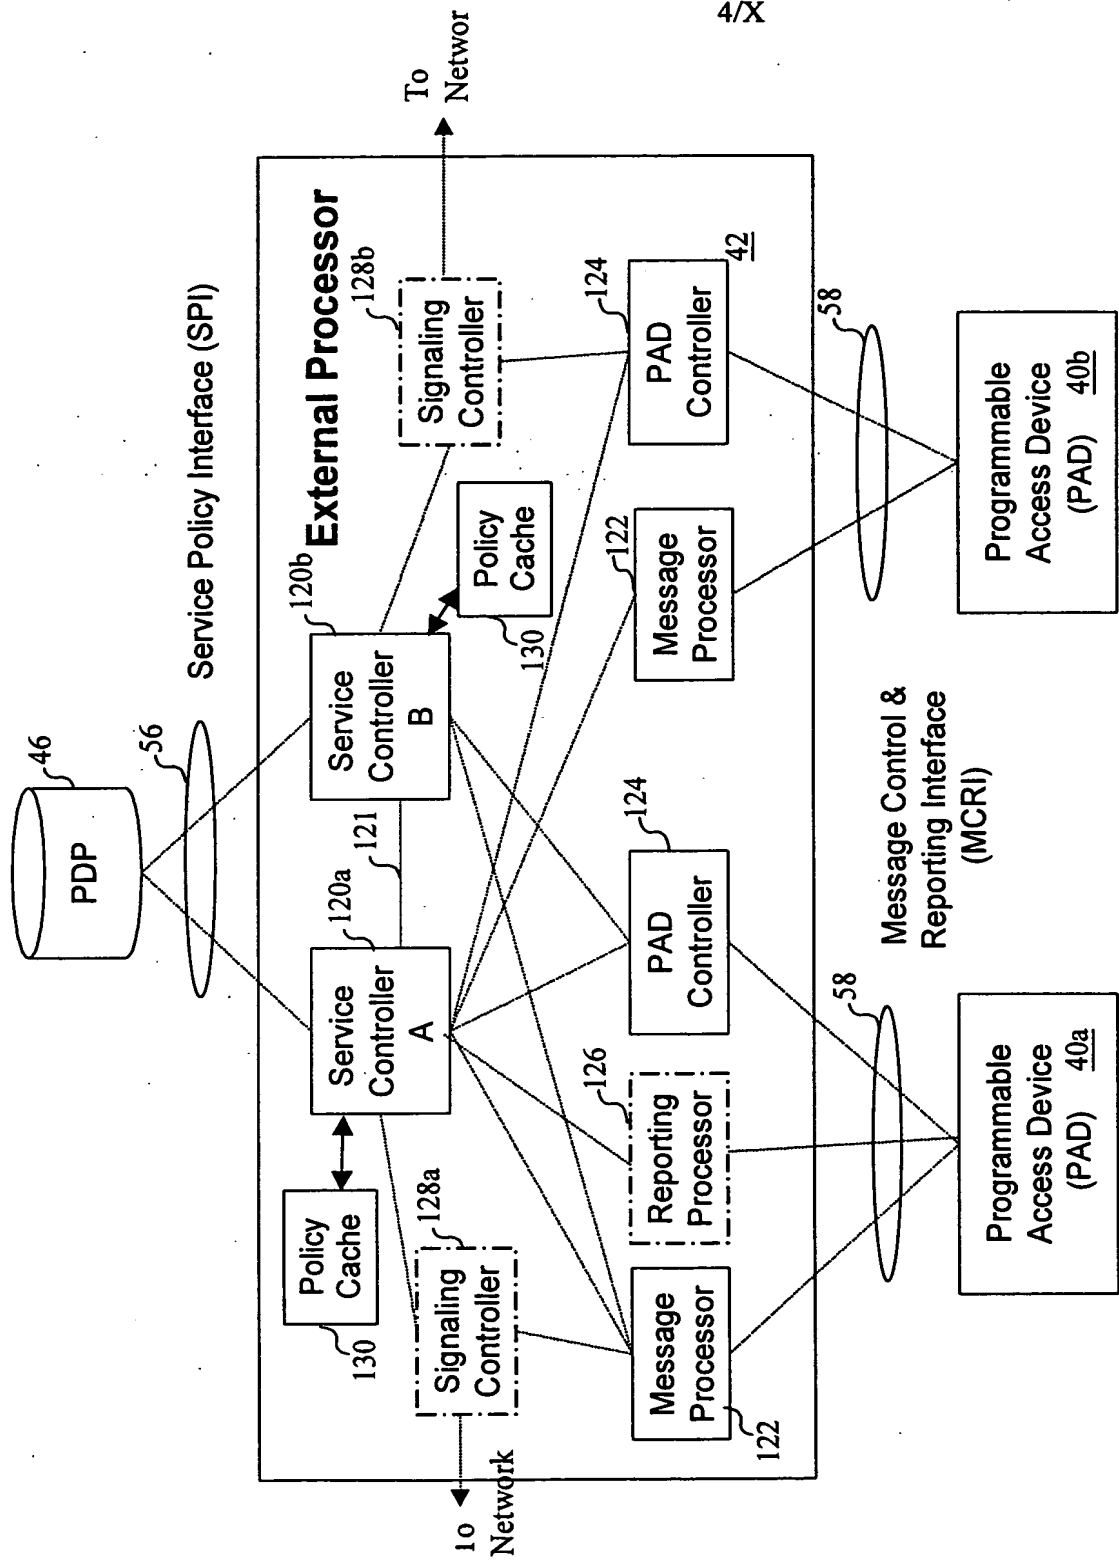 4/X
PDP
46
56
Service Policy Interface (SPI)
External Processor
Policy
Cache
130
Service
Controller
A
120a
121
Service
Controller
B
120b
Policy
Cache
130
Signaling
Controller
128a
Signaling
Controller
128b
To
Network
To
Networ
Message
Processor
122
Reporting
Processor
126
PAD
Controller
124
Message
Processor
122
PAD
Controller
124
42
58
Message Control &
Reporting Interface
(MCRI)
58
Programmable
Access Device
(PAD) 40a
Programmable
Access Device
(PAD) 40b